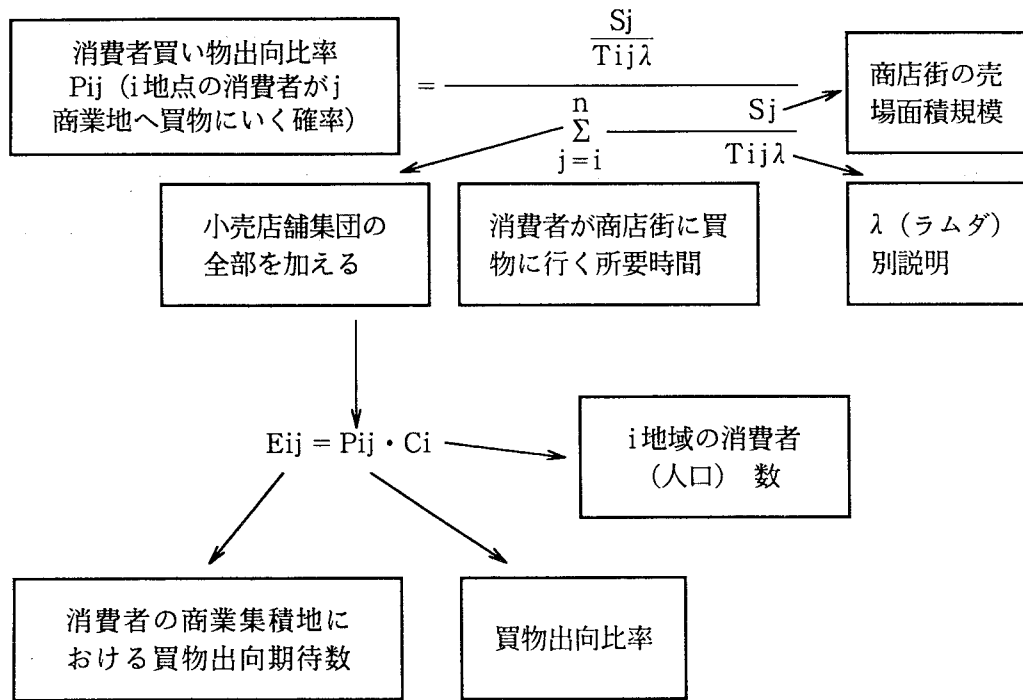 消費者買い物出向比率
Pij（i地点の消費者がj
商業地へ買物にいく確率）
=
Sj
Tijλ
n
Σ
j=i
Sj
Tijλ
商店街の売
場面積規模
小売店舗集団の
全部を加える
消費者が商店街に買
物に行く所要時間
λ（ラムダ）
別説明
Eij = Pij・Ci
i地域の消費者
（人口） 数
消費者の商業集積地に
おける買物出向期待数
買物出向比率